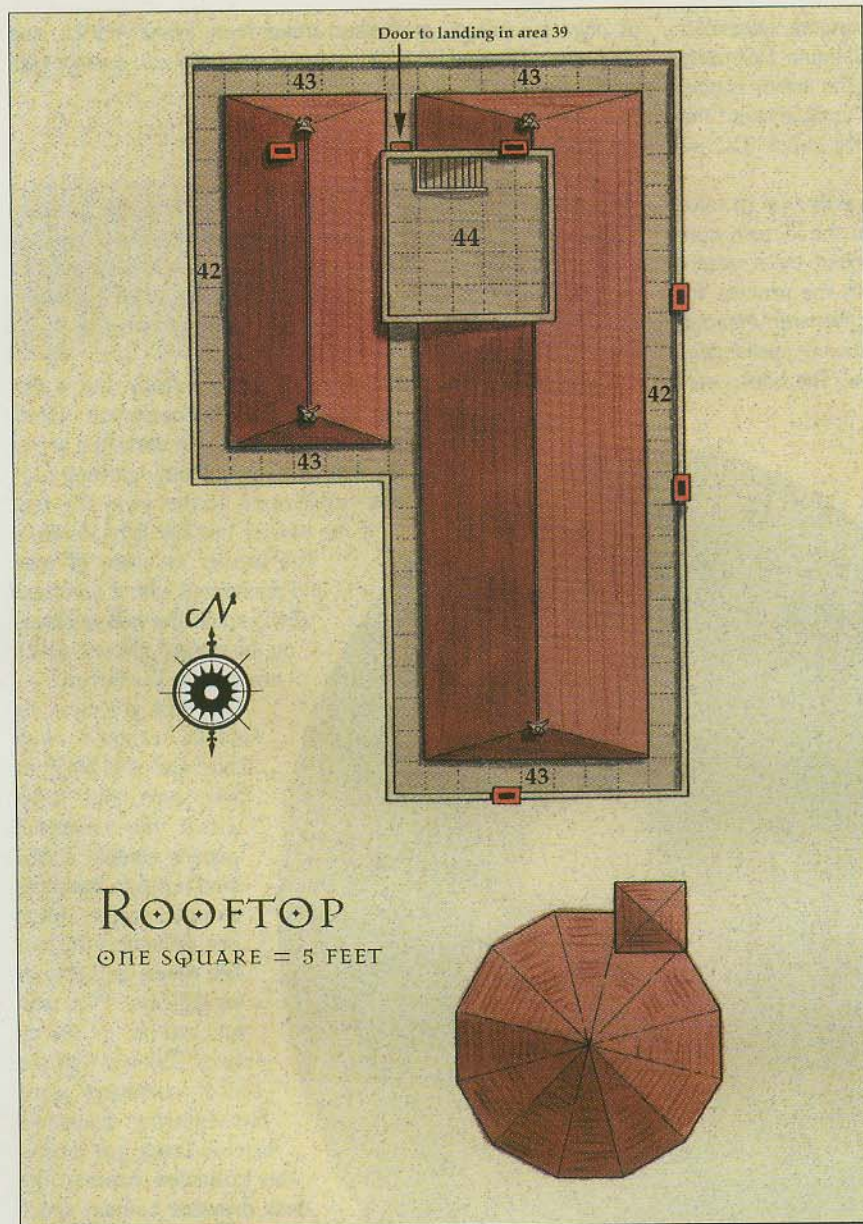 Door to landing in area 39
43
43
44
42
42
43
N
43
ROOFTOP
ONE SQUARE = 5 FEET